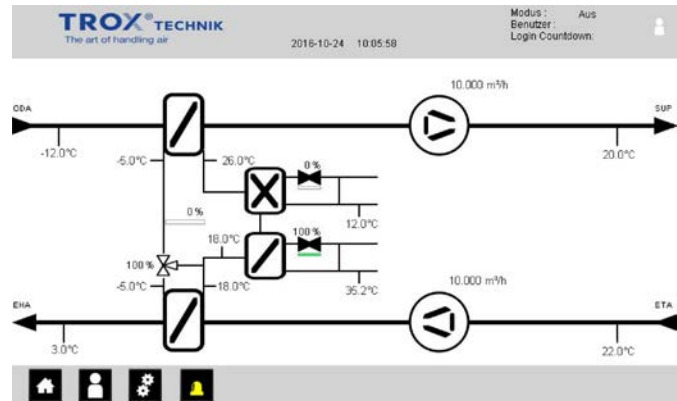 TROX® TECHNIK
The art of handling air
2016-10-24 10:05:58
Modus : Aus
Benutzer :
Login Countdown:
10.000 m³/h
ODA
SUP
-12.0°C
-5.0°C
26.0°C
20.0°C
0 %
0 %
12.0°C
18.0°C
100 %
100 %
-5.0°C
18.0°C
35.2°C
10.000 m³/h
EHA
ETA
3.0°C
22.0°C